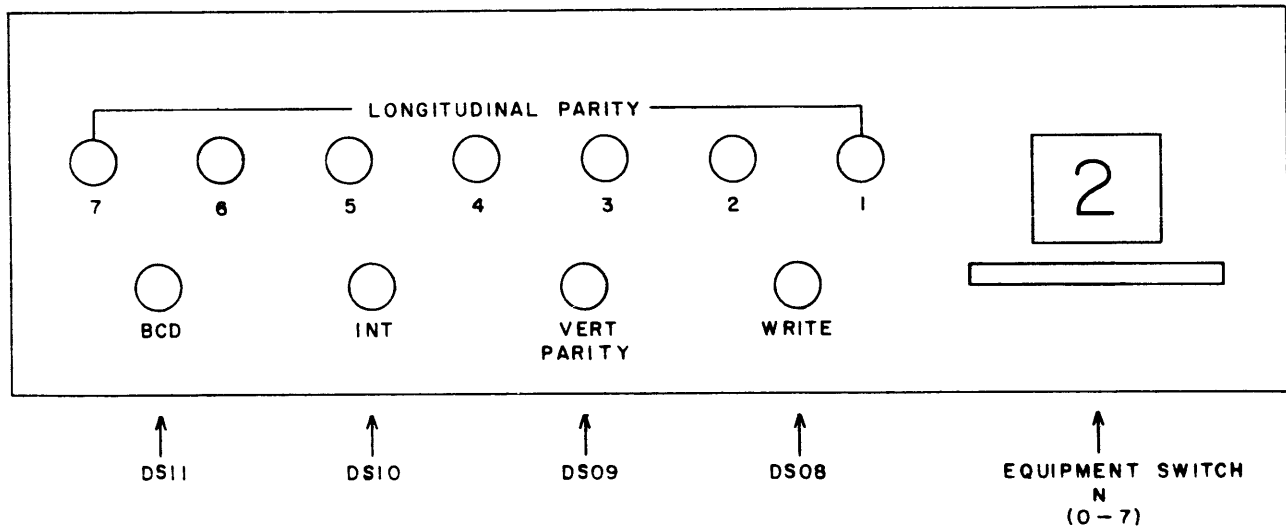 LONGITUDINAL PARITY
7 6 5 4 3 2 1
2
BCD INT VERT PARITY WRITE
DS11 DS10 DS09 DS08 EQUIPMENT SWITCH
N
(0-7)